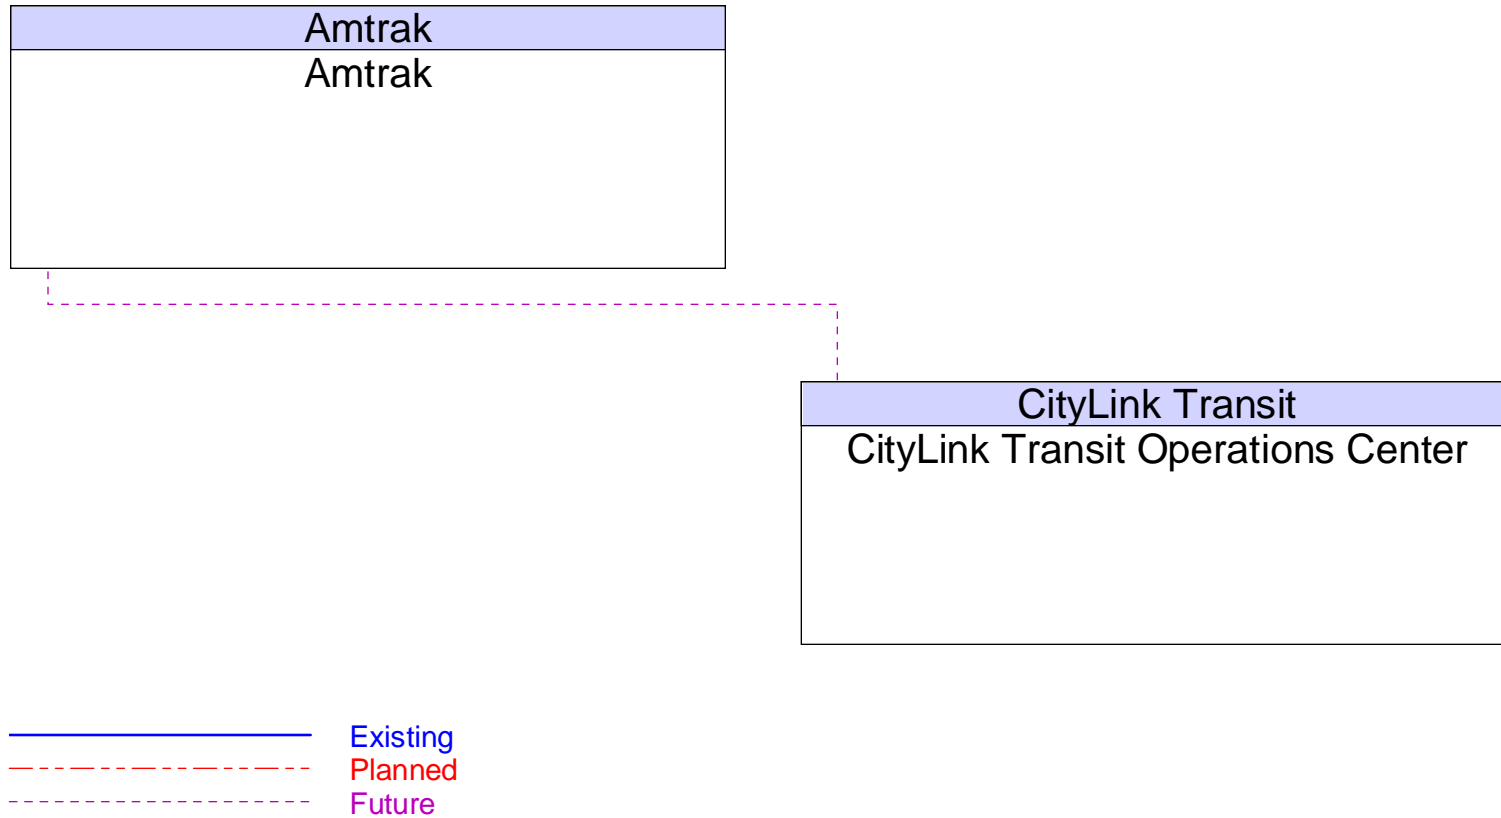 Amtrak
Amtrak
CityLink Transit
CityLink Transit Operations Center
Existing
Planned
Future